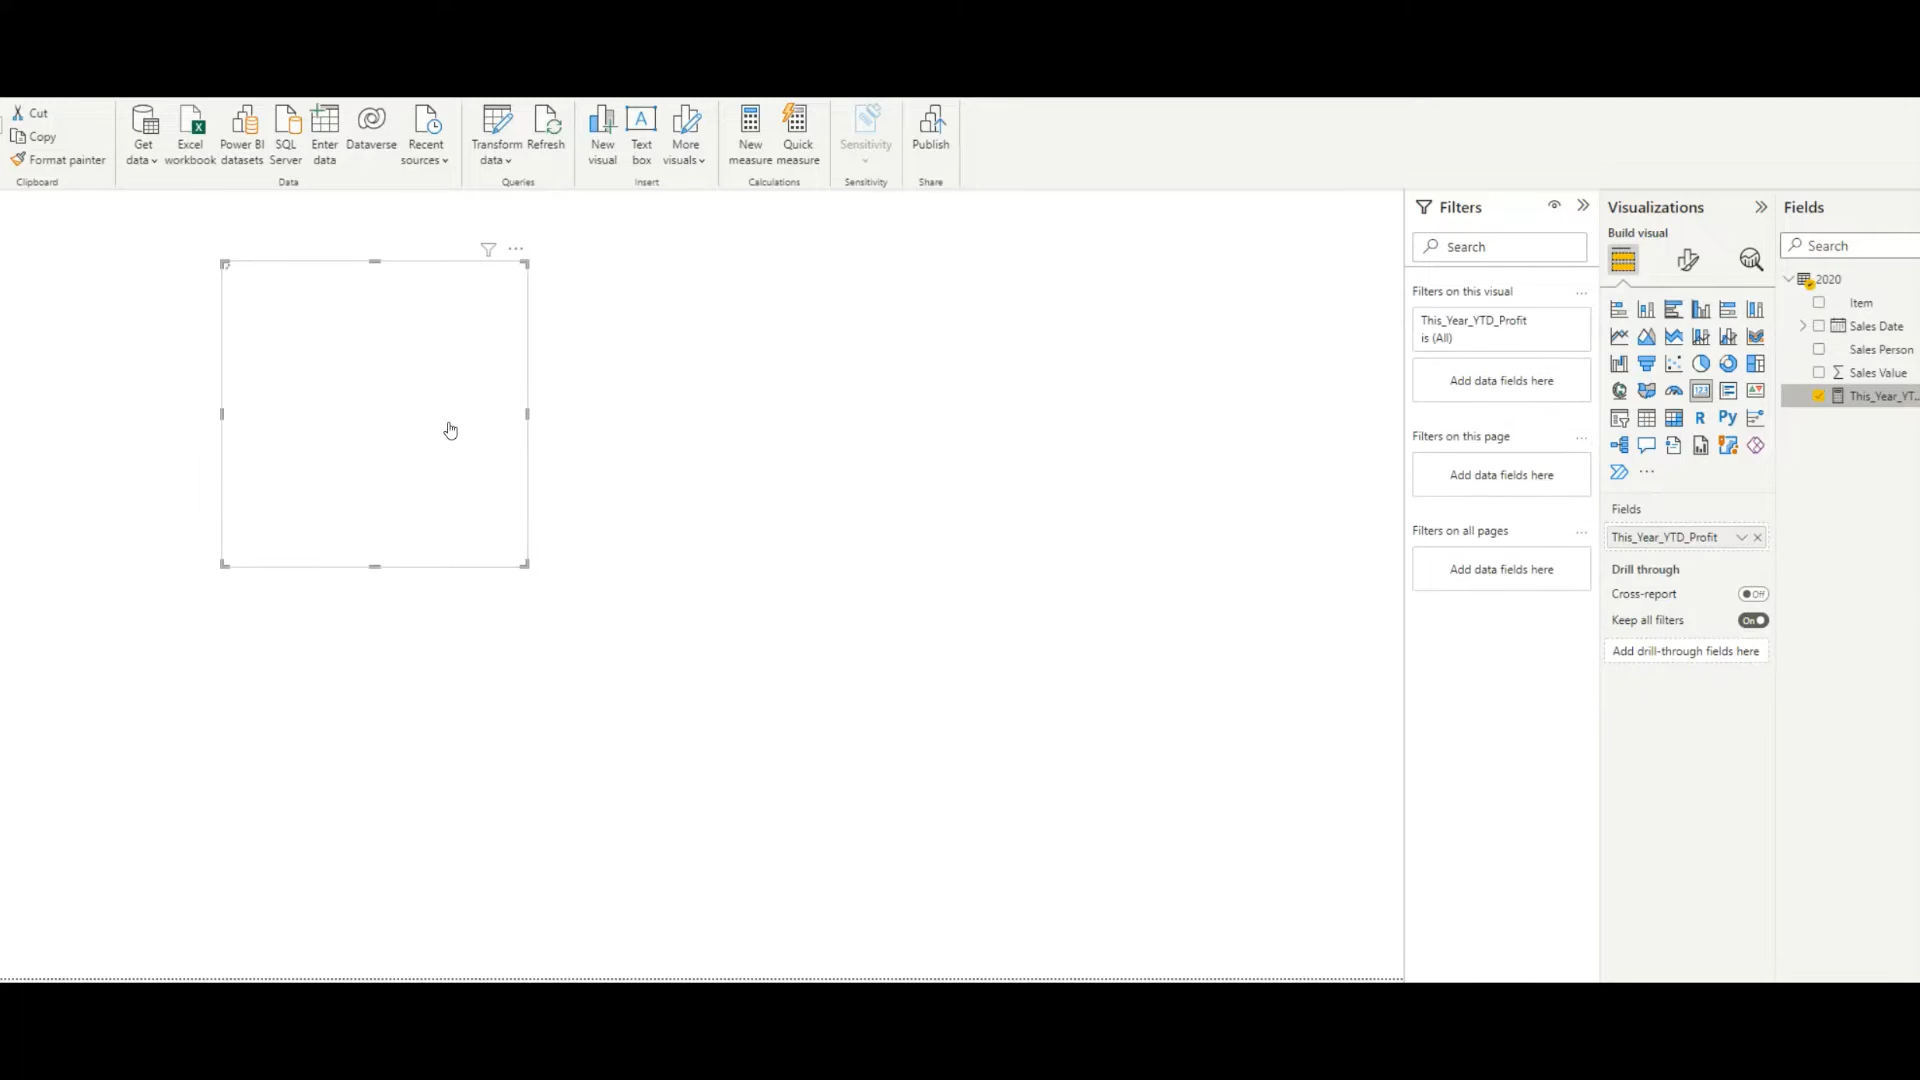 Cut
Copy
Format painter
Clipboard
Get data
Excel workbook
Power BI datasets
SQL Server
Enter data
Dataverse
Recent sources
Data
Transform data
Refresh
Queries
New visual
A
Text box
More visuals
Insert
New measure
Quick measure
Calculations
Sensitivity
Sensitivity
Publish
Share
Filters
Search
Filters on this visual
This_Year_YTD_Profit
is (All)
Add data fields here
Filters on this page
Add data fields here
Filters on all pages
Add data fields here
Visualizations
Build visual
123
R
Py
Fields
This_Year_YTD_Profit
Drill through
Cross-report
Off
Keep all filters
On
Add drill-through fields here
Fields
Search
2020
Item
Sales Date
Sales Person
Sales Value
This_Year_YT...